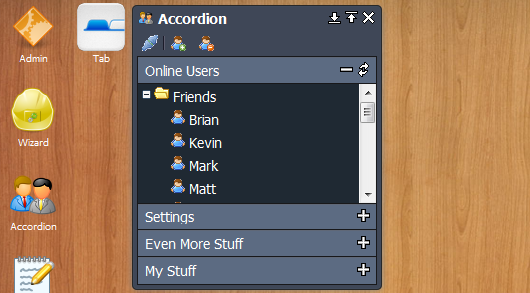 Admin
Tab
Wizard
Accordion
Accordion
Online Users
Friends
Brian
Kevin
Mark
Matt
Settings
Even More Stuff
My Stuff